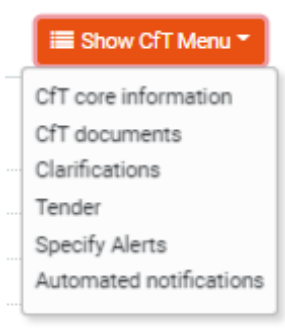 Show CfT Menu
CfT core information
CfT documents
Clarifications
Tender
Specify Alerts
Automated notifications